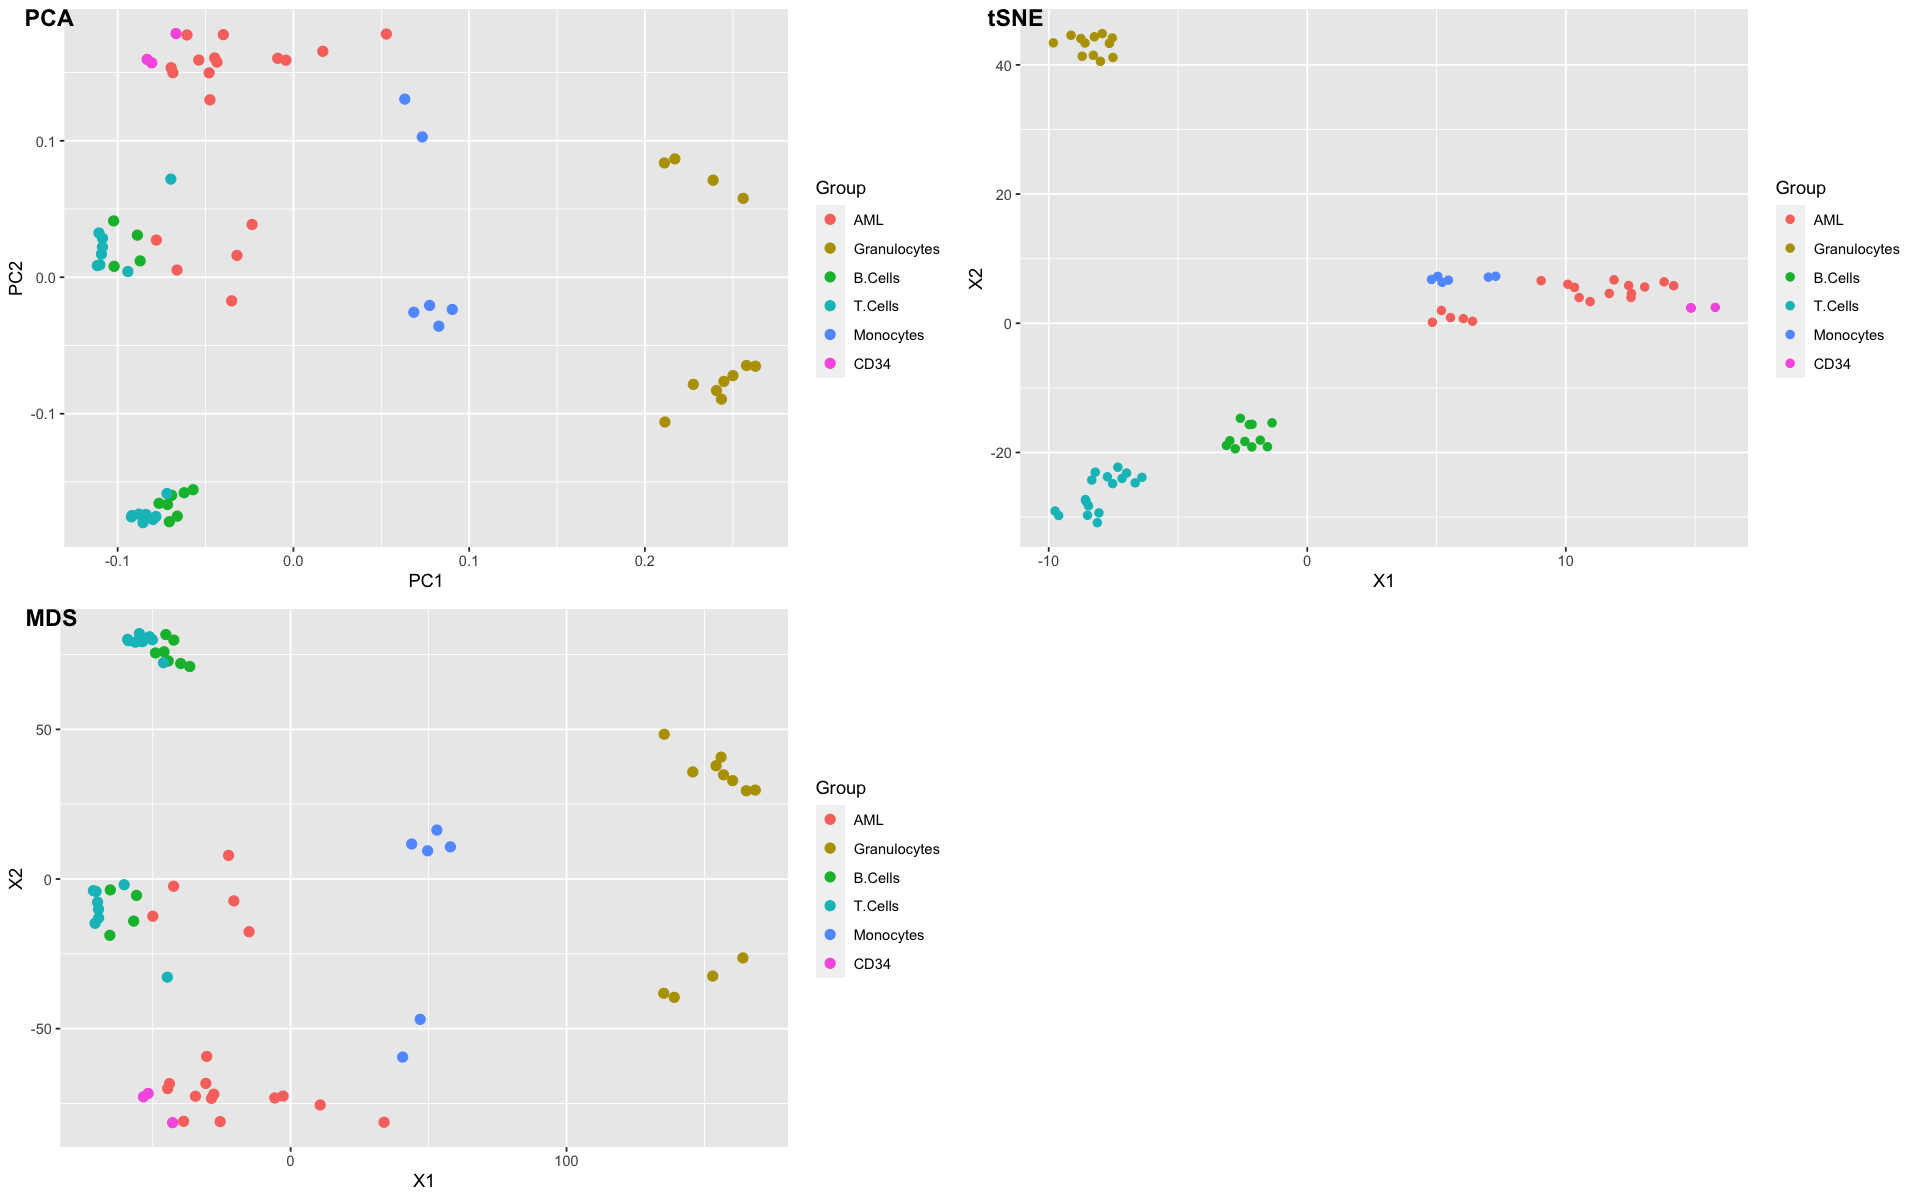 PCA
0.1
0.0
-0.1
PC2
-0.1
0.0
0.1
0.2
PC1
Group
AML
Granulocytes
B.Cells
T.Cells
Monocytes
CD34
tSNE
40
20
0
-20
X2
-10
0
10
X1
Group
AML
Granulocytes
B.Cells
T.Cells
Monocytes
CD34
MDS
50
0
-50
X2
0
100
X1
Group
AML
Granulocytes
B.Cells
T.Cells
Monocytes
CD34